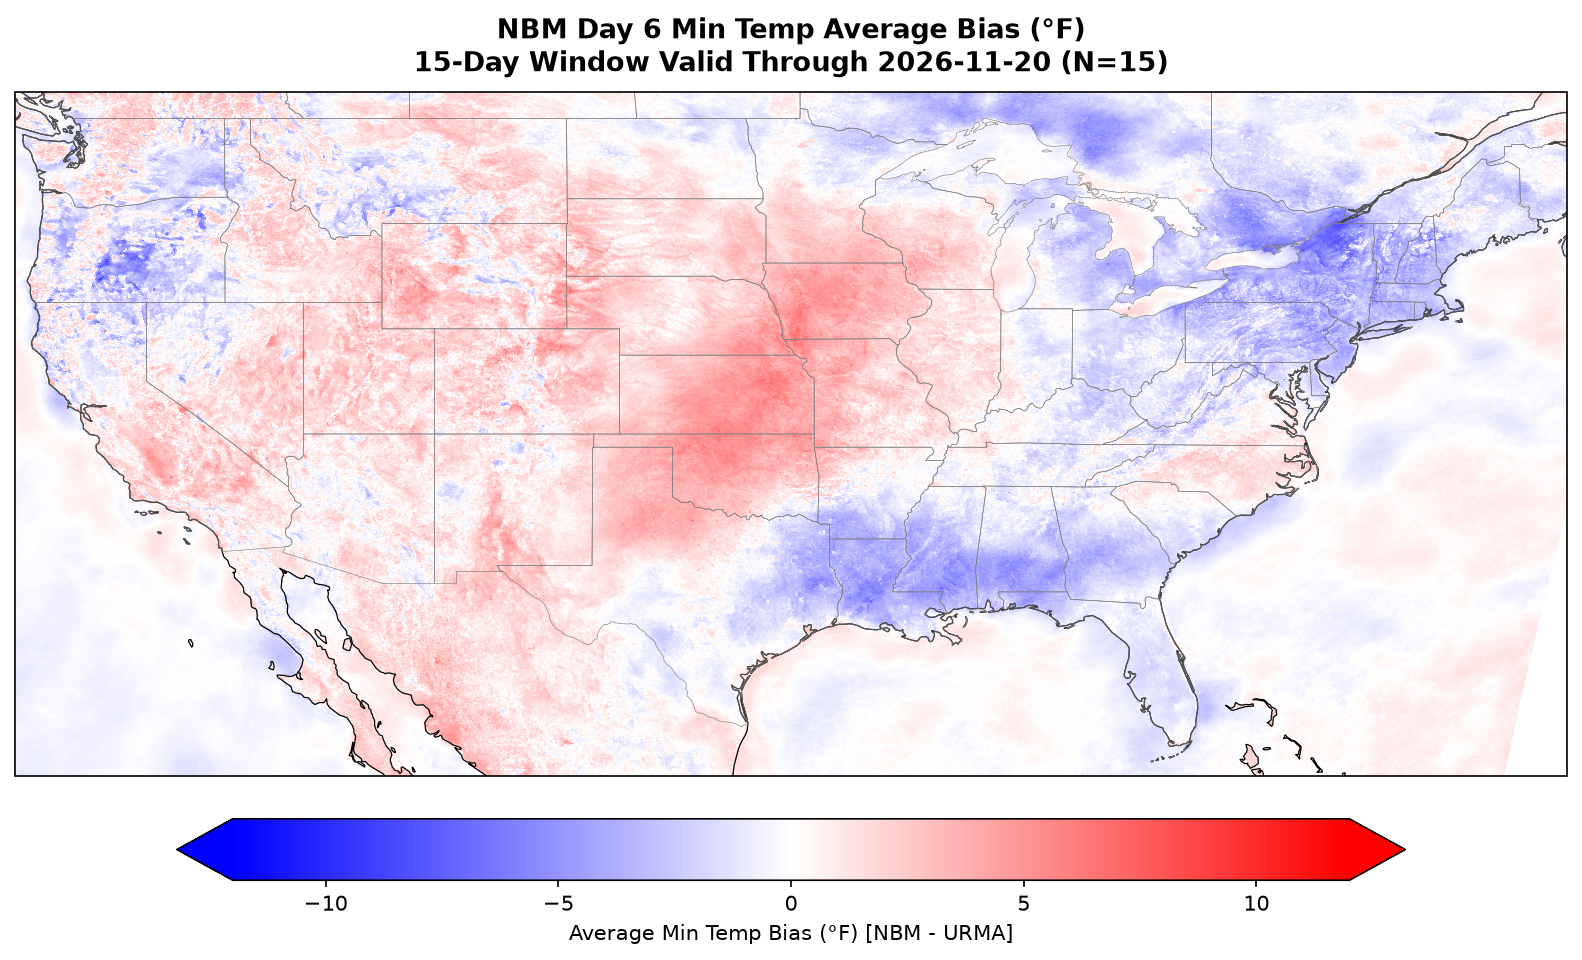 NBM Day 6 Min Temp Average Bias (°F)
15-Day Window Valid Through 2026-11-20 (N=15)
−10 −5 0 5 10
Average Min Temp Bias (°F) [NBM - URMA]